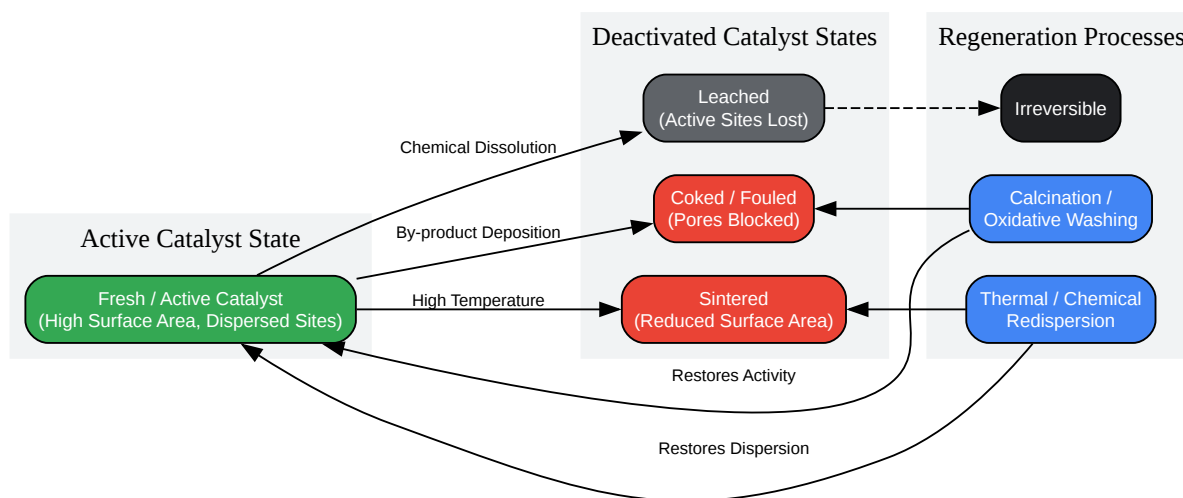 Deactivated Catalyst States
Regeneration Processes
Leached
(Active Sites Lost)
Irreversible
Chemical Dissolution
Coked / Fouled
(Pores Blocked)
Calcination /
Oxidative Washing
Active Catalyst State
By-product Deposition
Fresh / Active Catalyst
(High Surface Area, Dispersed Sites)
High Temperature
Sintered
(Reduced Surface Area)
Thermal / Chemical
Redispersion
Restores Activity
Restores Dispersion